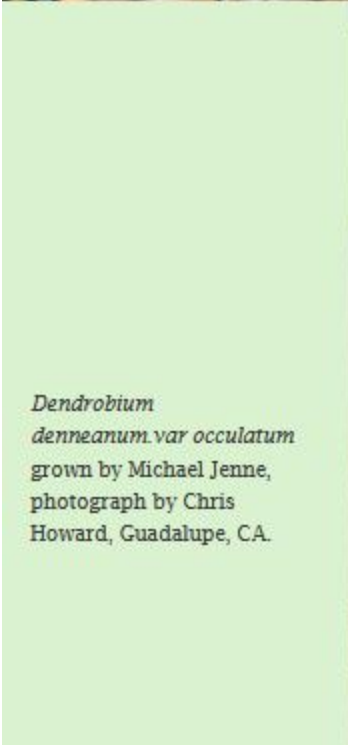 Dendrobium
denneanum.var occulatum
grown by Michael Jenne,
photograph by Chris
Howard, Guadalupe, CA.